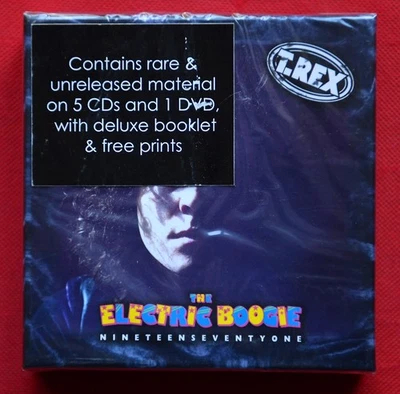 Contains rare &
unreleased material
on 5 CDs and 1 DVD,
with deluxe booklet
& free prints
T.REX
THE
ELECTRIC BOOGIE
NINETEENSEVENTYONE